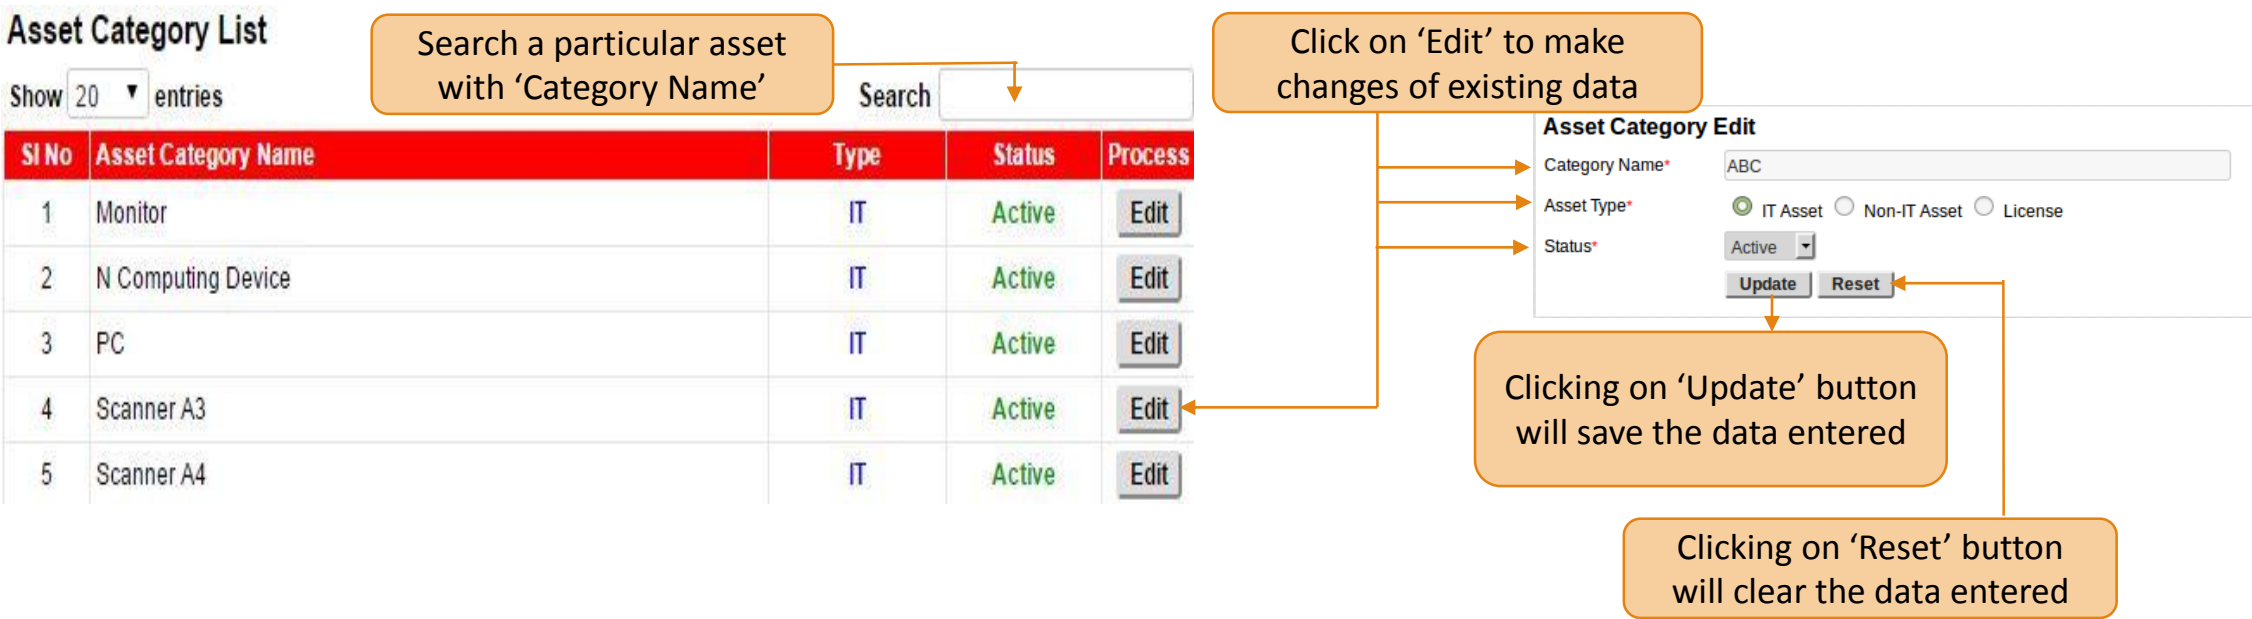 Asset Category List
Search a particular asset
with ‘Category Name’
Show 20 entries
Search
Sl No Asset Category Name Type Status Process
1 Monitor IT Active Edit
2 N Computing Device IT Active Edit
3 PC IT Active Edit
4 Scanner A3 IT Active Edit
5 Scanner A4 IT Active Edit
Click on ‘Edit’ to make
changes of existing data
Asset Category Edit
Category Name* ABC
Asset Type* IT Asset Non-IT Asset License
Status* Active
Update Reset
Clicking on ‘Update’ button
will save the data entered
Clicking on ‘Reset’ button
will clear the data entered